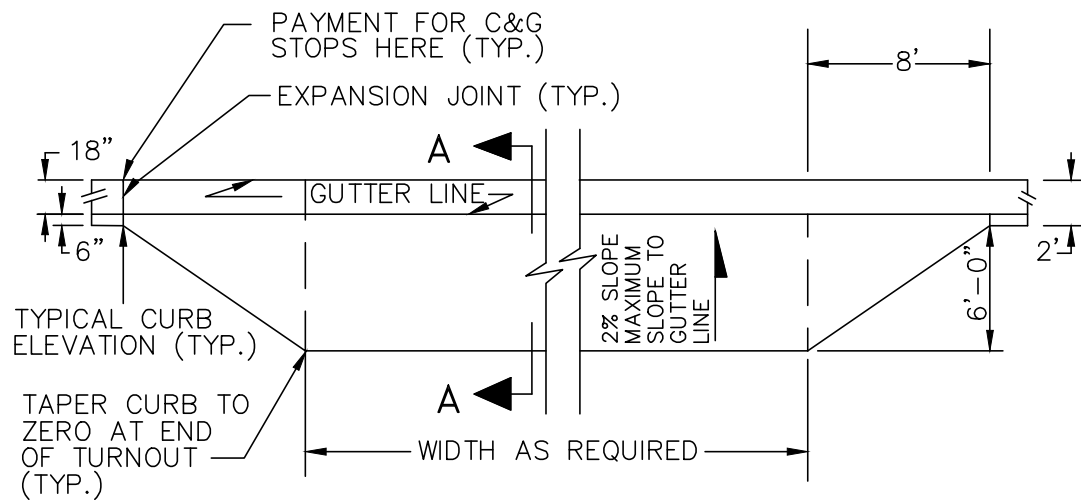 PAYMENT FOR C&G
STOPS HERE (TYP.)
8'
EXPANSION JOINT (TYP.)
A
18"
GUTTER LINE
6"
2'
2% SLOPE
MAXIMUM
SLOPE TO
GUTTER
LINE
6'-0"
TYPICAL CURB
ELEVATION (TYP.)
A
TAPER CURB TO
ZERO AT END
OF TURNOUT
(TYP.)
WIDTH AS REQUIRED